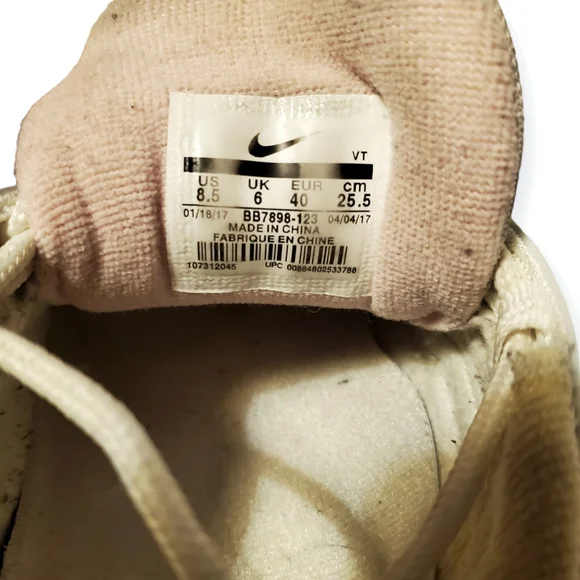 VT
US UK EUR cm
8.5 6 40 25.5
01/18/17 BB7898-123 04/04/17
MADE IN CHINA
FABRIQUE EN CHINE
107312045 UPC 00884802533788